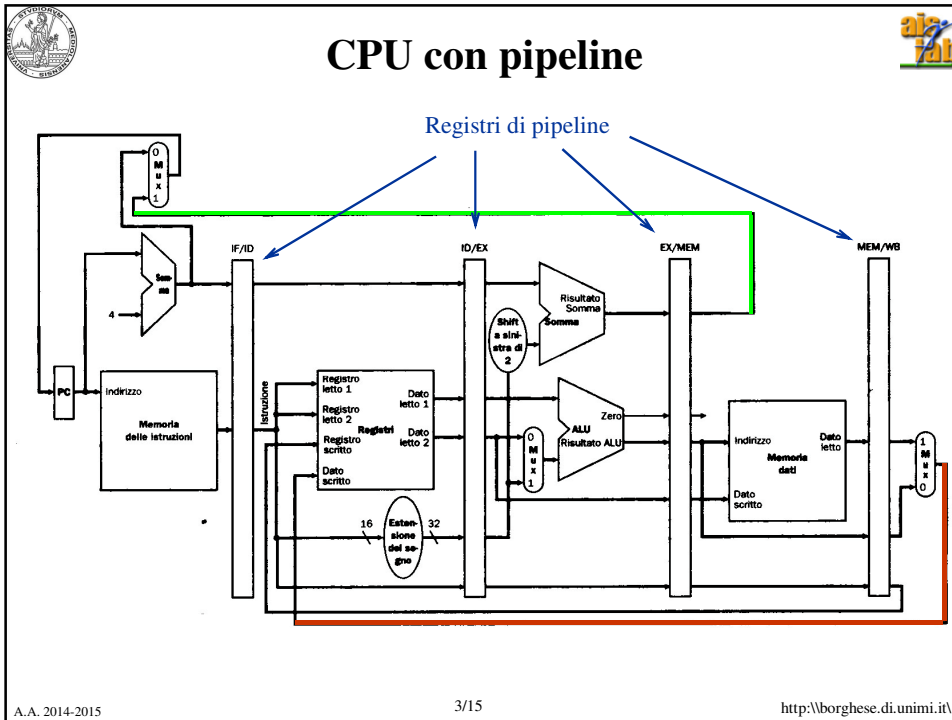 CPU con pipeline
Registri di pipeline
0
M
u
x
1
IF/ID
ID/EX
EX/MEM
MEM/WB
Som-
ma
4
Shift
a sini-
stra di
2
Risultato
Somma
Somma
PC
Indirizzo
Memoria
delle istruzioni
Istruzione
Registro
letto 1
Registro
letto 2
Registri
Registro
scritto
Dato
scritto
Dato
letto 1
Dato
letto 2
0
M
u
x
1
Zero
ALU
Risultato ALU
Indirizzo
Dato
letto
Memoria
dati
Dato
scritto
1
M
u
x
0
16
Esten-
sione
del se-
gno
32
A.A. 2014-2015
3/15
http:\\borghese.di.unimi.it\